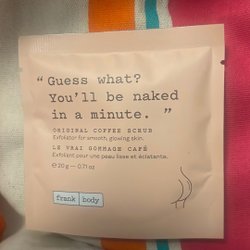 “ Guess what?
You'll be naked
in a minute. ”
ORIGINAL COFFEE SCRUB
Exfoliator for smooth, glowing skin.
LE VRAI GOMMAGE CAFÉ
Exfoliant pour une peau lisse et éclatante.
℮ 20 g — 0.71 oz
frank body